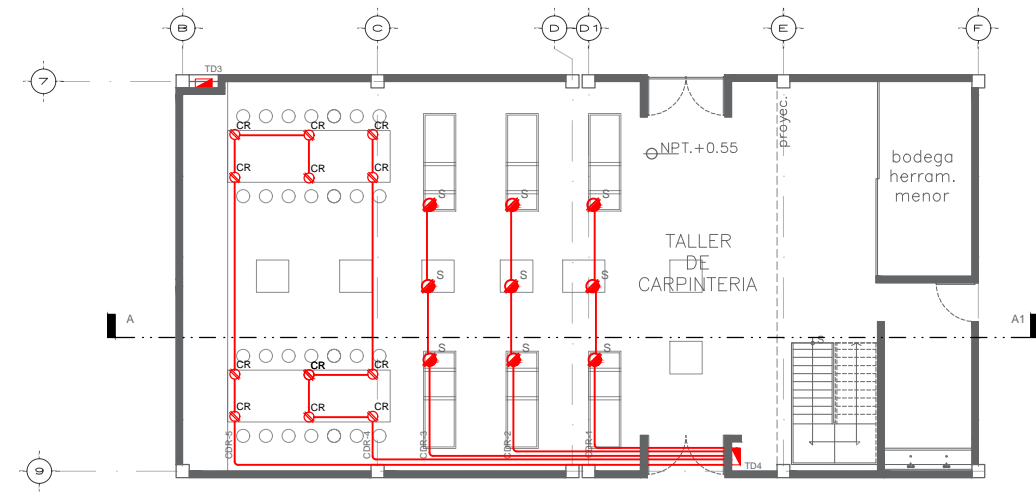 B
C
D
D1
E
F
7
TD3
CR
CR
CR
CR
CR
CR
S
S
S
NPT.+0.55
proyec.
bodega
herram.
menor
TALLER
DE
CARPINTERIA
S
S
S
A
A1
S
CR
CR
CR
S
S
S
CR
CR
CR
CDR-5
CDR-4
CDR-3
CDR-2
CDR-1
TD4
9